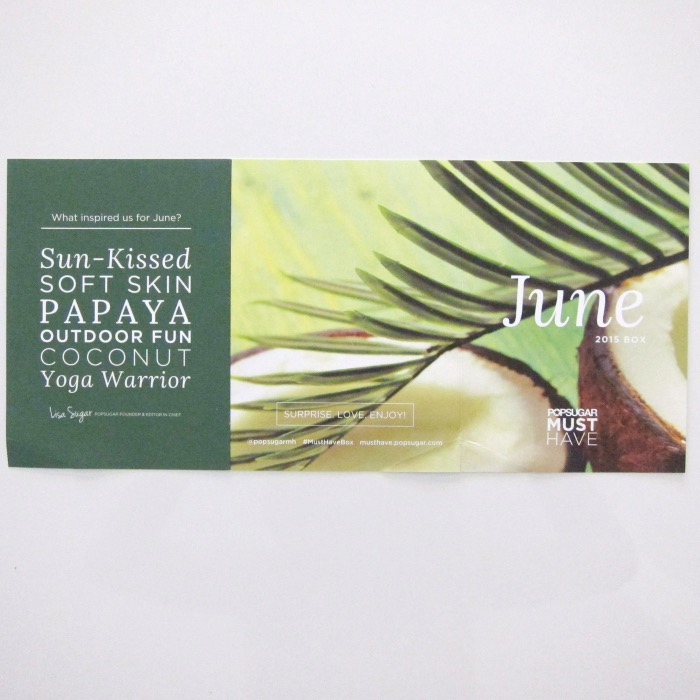 What inspired us for June?
Sun-Kissed
SOFT SKIN
PAPAYA
OUTDOOR FUN
COCONUT
Yoga Warrior
Lisa Sugar POPSUGAR FOUNDER & EDITOR IN CHIEF
SURPRISE, LOVE, ENJOY!
@popsugarmh #MustHaveBox musthave.popsugar.com
June
2015 BOX
POPSUGAR
MUST
HAVE